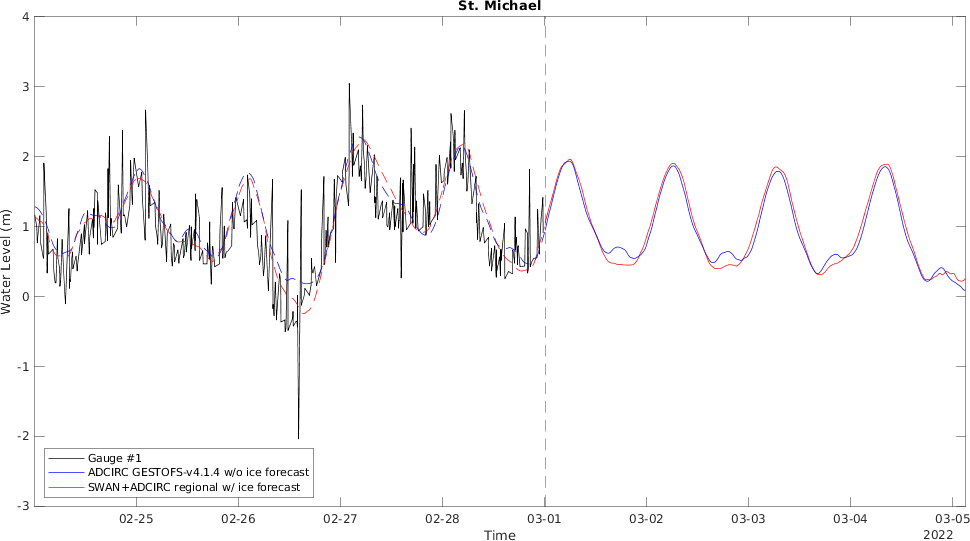 St. Michael
Water Level (m)
4
3
2
1
0
-1
-2
-3
Gauge #1
ADCIRC GESTOFS-v4.1.4 w/o ice forecast
SWAN+ADCIRC regional w/ ice forecast
02-25 02-26 02-27 02-28 03-01 03-02 03-03 03-04 03-05
Time
2022